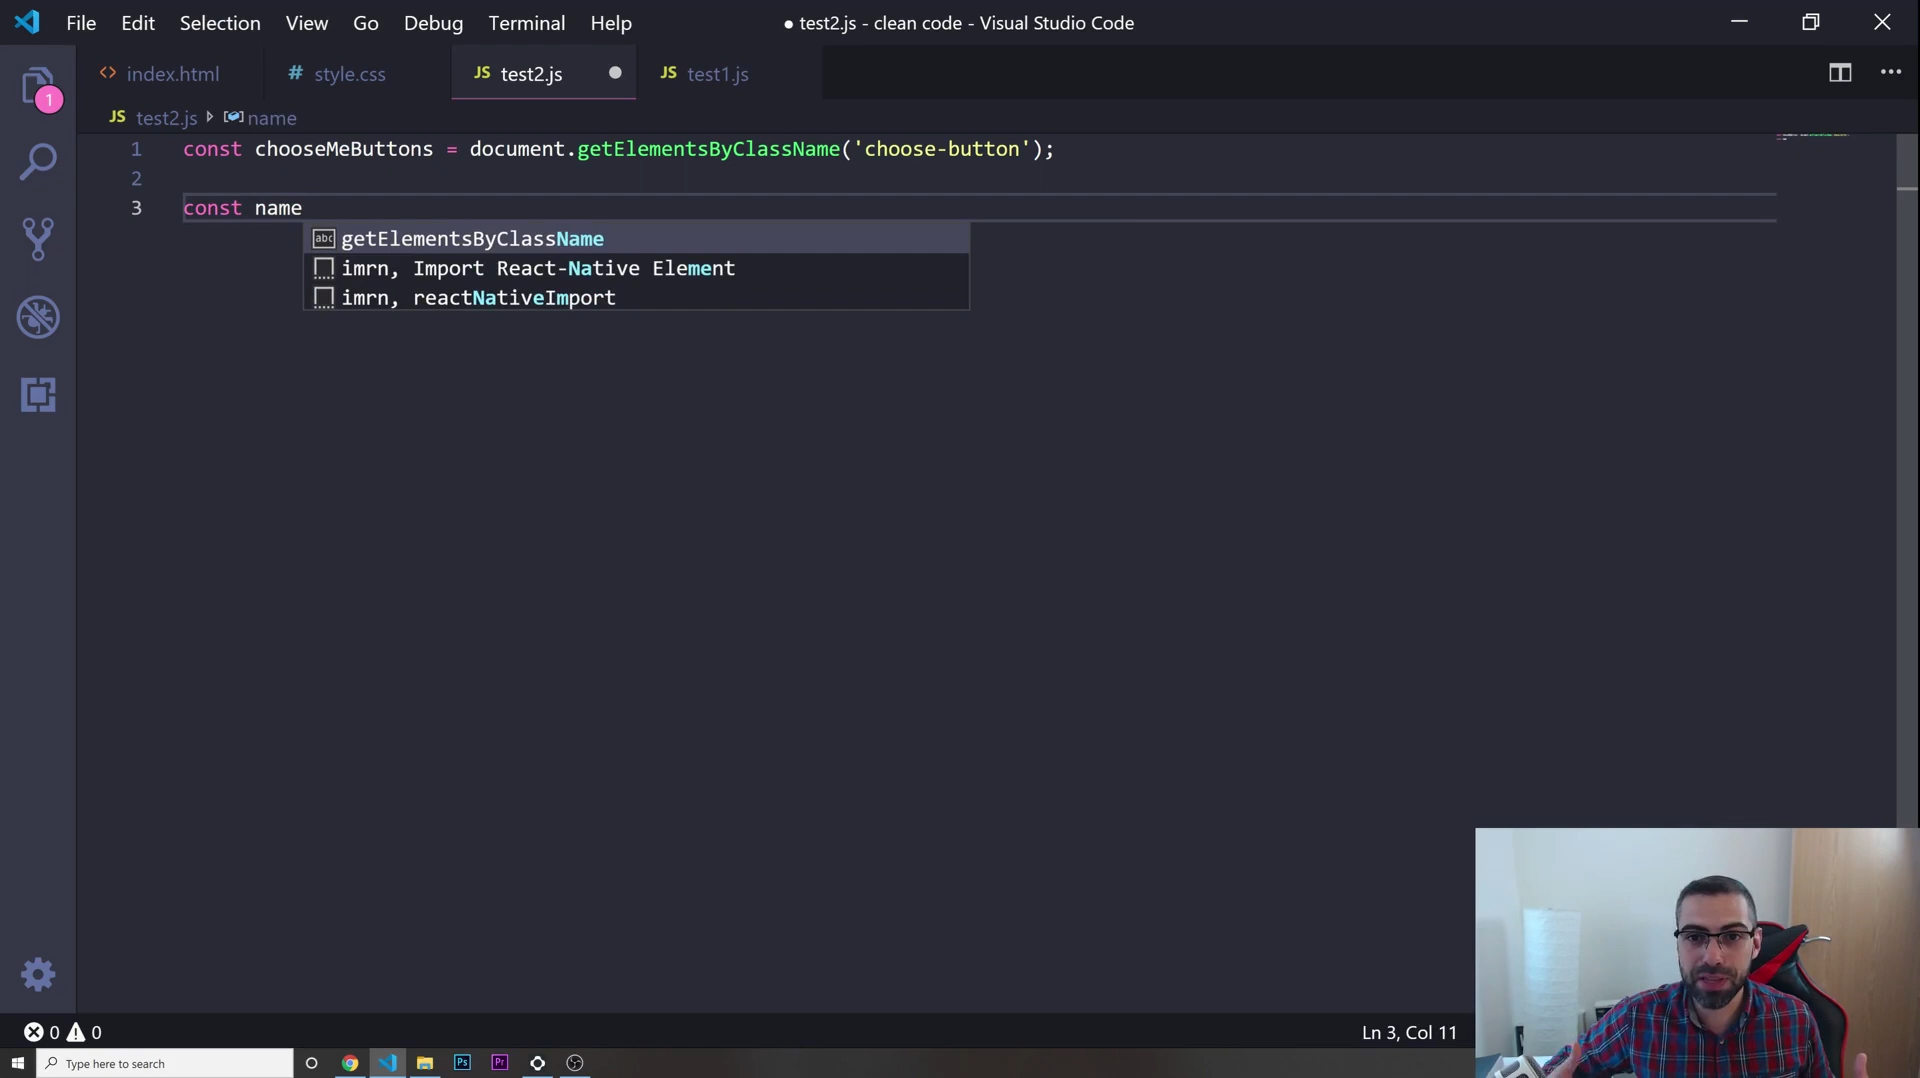 File Edit Selection View Go Debug Terminal Help ● test2.js - clean code - Visual Studio Code
index.html # style.css JS test2.js JS test1.js
1
JS test2.js name
1 const chooseMeButtons = document.getElementsByClassName('choose-button');
2
3 const name
abc getElementsByClassName
imrn, Import React-Native Element
imrn, reactNativeImport
0 0 Ln 3, Col 11
Type here to search Ps Pr